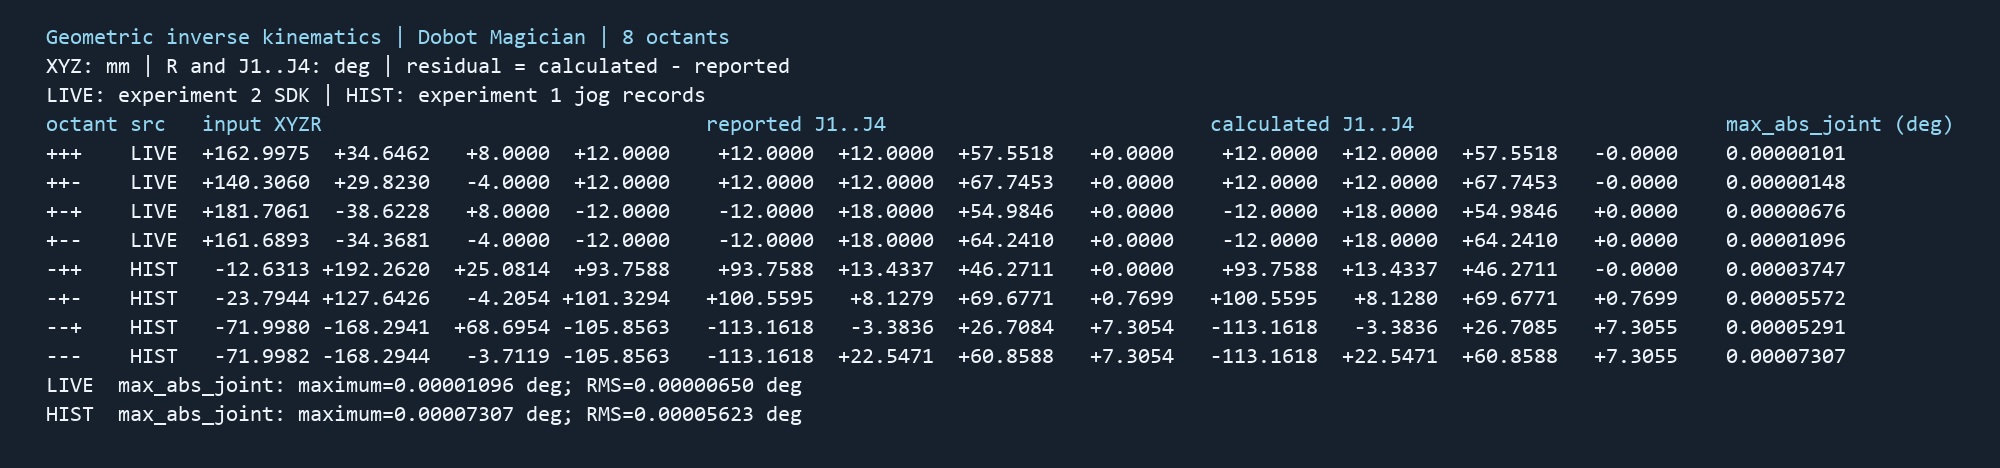 Geometric inverse kinematics | Dobot Magician | 8 octants
XYZ: mm | R and J1..J4: deg | residual = calculated - reported
LIVE: experiment 2 SDK | HIST: experiment 1 jog records
octant src   input XYZR                                reported J1..J4                           calculated J1..J4                          max_abs_joint (deg)
+++    LIVE  +162.9975  +34.6462   +8.0000  +12.0000    +12.0000  +12.0000  +57.5518   +0.0000    +12.0000  +12.0000  +57.5518   -0.0000    0.00000101
++-    LIVE  +140.3060  +29.8230   -4.0000  +12.0000    +12.0000  +12.0000  +67.7453   +0.0000    +12.0000  +12.0000  +67.7453   -0.0000    0.00000148
+-+    LIVE  +181.7061  -38.6228   +8.0000  -12.0000    -12.0000  +18.0000  +54.9846   +0.0000    -12.0000  +18.0000  +54.9846   +0.0000    0.00000676
+--    LIVE  +161.6893  -34.3681   -4.0000  -12.0000    -12.0000  +18.0000  +64.2410   +0.0000    -12.0000  +18.0000  +64.2410   +0.0000    0.00001096
-++    HIST   -12.6313 +192.2620  +25.0814  +93.7588    +93.7588  +13.4337  +46.2711   +0.0000    +93.7588  +13.4337  +46.2711   -0.0000    0.00003747
-+-    HIST   -23.7944 +127.6426   -4.2054 +101.3294   +100.5595   +8.1279  +69.6771   +0.7699   +100.5595   +8.1280  +69.6771   +0.7699    0.00005572
--+    HIST   -71.9980 -168.2941  +68.6954 -105.8563   -113.1618   -3.3836  +26.7084   +7.3054   -113.1618   -3.3836  +26.7085   +7.3055    0.00005291
---    HIST   -71.9982 -168.2944   -3.7119 -105.8563   -113.1618  +22.5471  +60.8588   +7.3054   -113.1618  +22.5471  +60.8588   +7.3055    0.00007307
LIVE  max_abs_joint: maximum=0.00001096 deg; RMS=0.00000650 deg
HIST  max_abs_joint: maximum=0.00007307 deg; RMS=0.00005623 deg